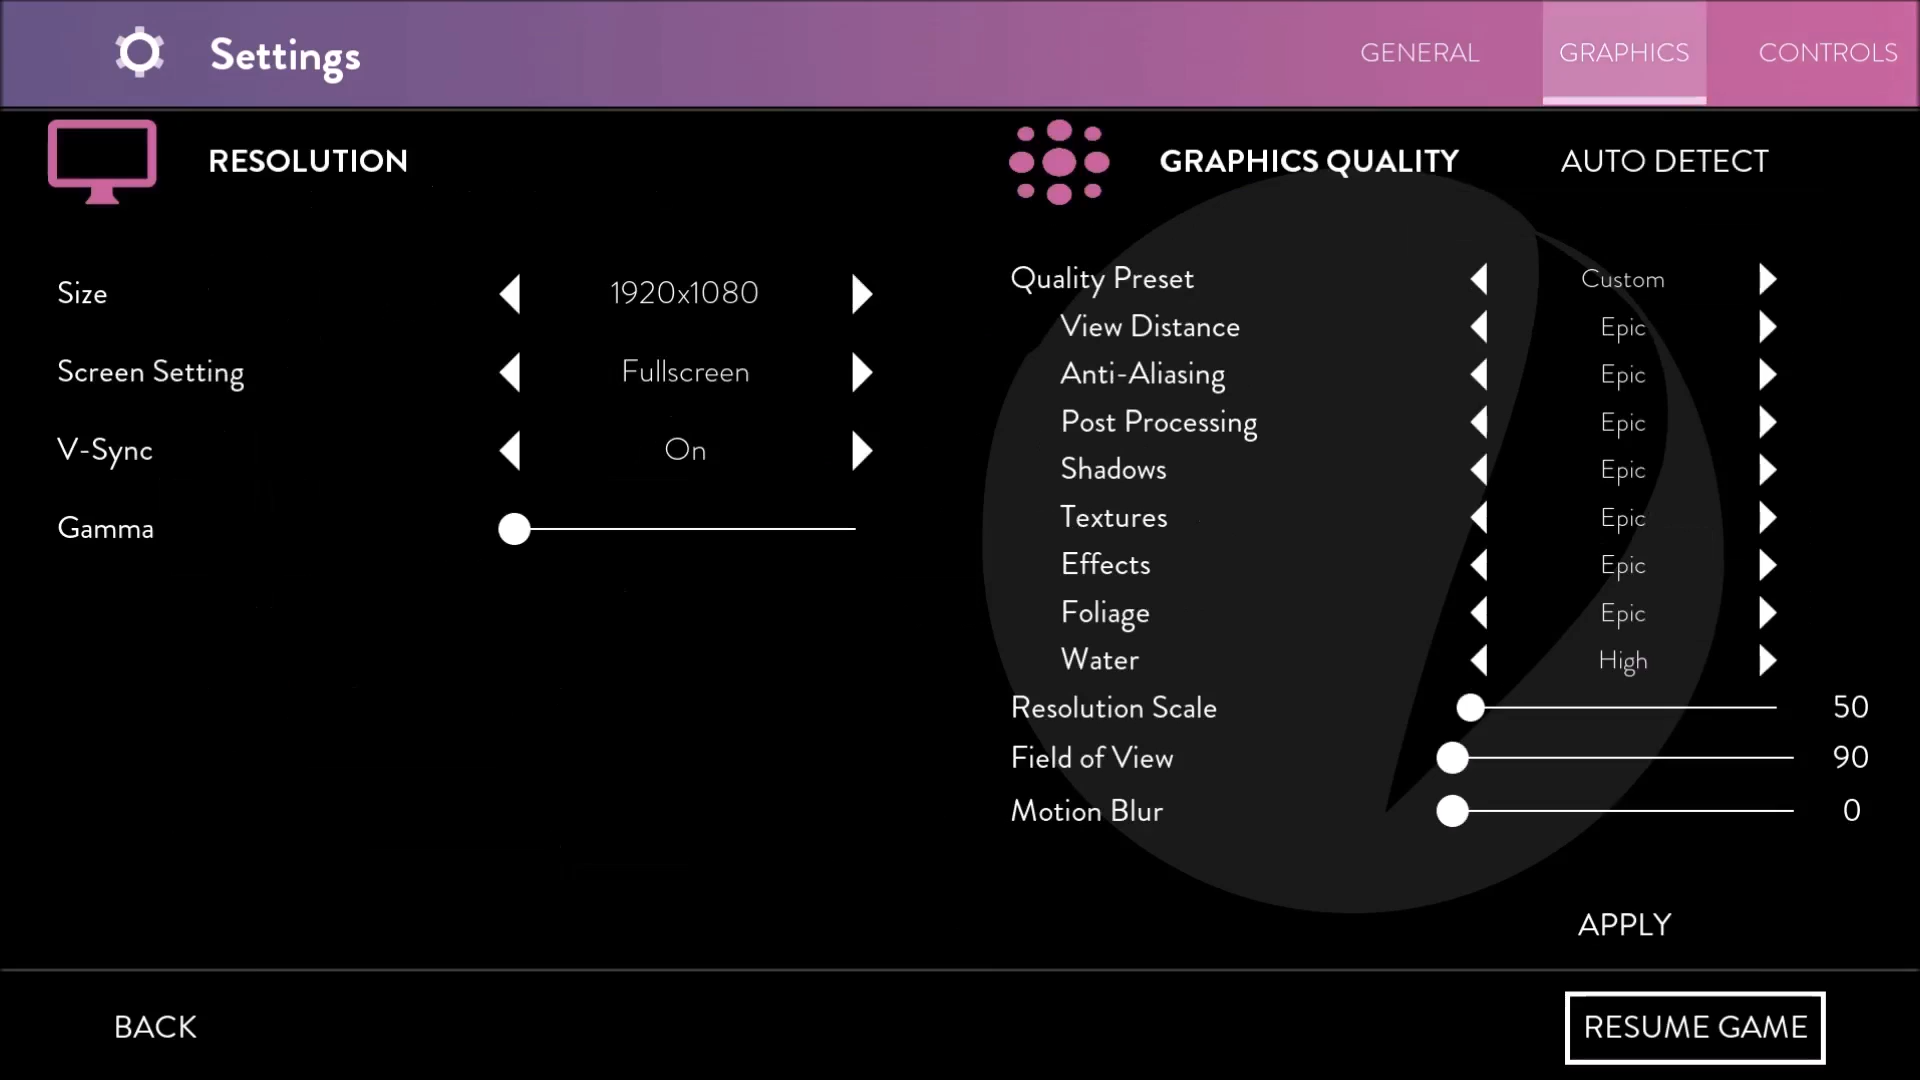 Settings
GENERAL
GRAPHICS
CONTROLS
RESOLUTION
Size
1920x1080
Screen Setting
Fullscreen
V-Sync
On
Gamma
GRAPHICS QUALITY
AUTO DETECT
Quality Preset
Custom
View Distance
Epic
Anti-Aliasing
Epic
Post Processing
Epic
Shadows
Epic
Textures
Epic
Effects
Epic
Foliage
Epic
Water
High
Resolution Scale
50
Field of View
90
Motion Blur
0
APPLY
BACK
RESUME GAME